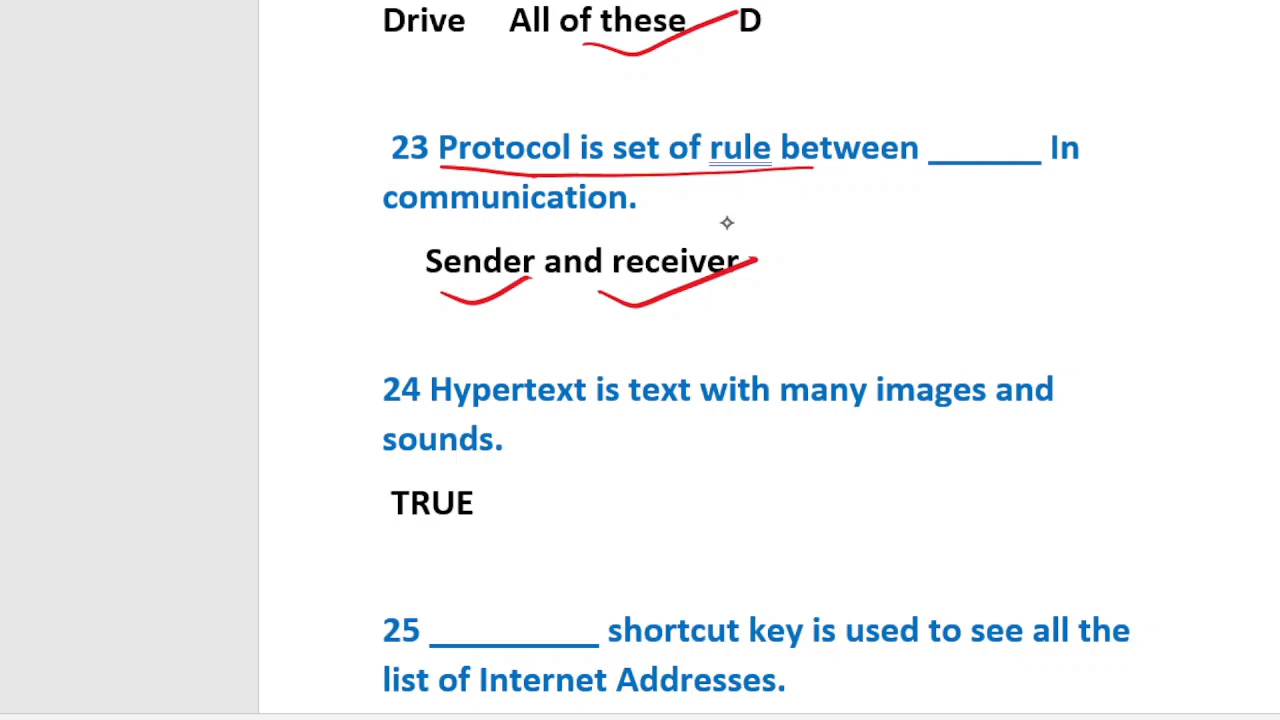 Drive All of these D
23 Protocol is set of rule between ______ In
communication.
Sender and receiver
24 Hypertext is text with many images and
sounds.
TRUE
25 _________ shortcut key is used to see all the
list of Internet Addresses.